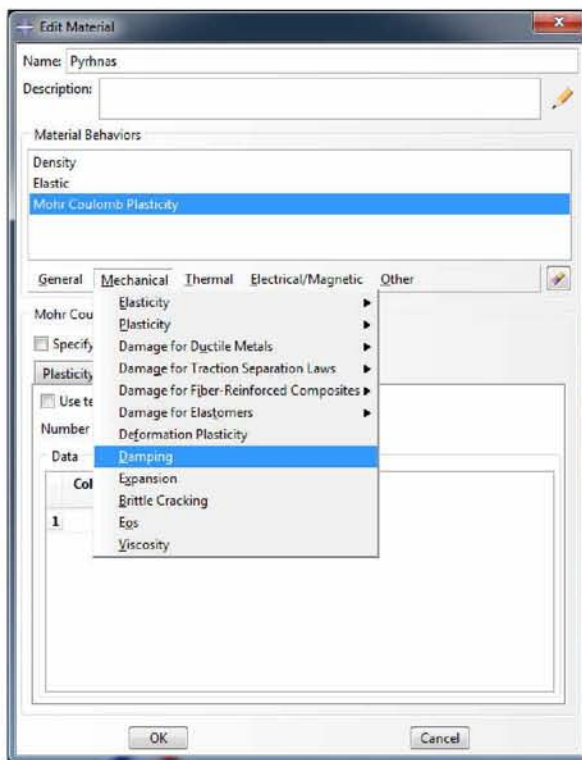 Edit Material
Name: Pyrhnas
Description:
Material Behaviors
Density
Elastic
Mohr Coulomb Plasticity
General Mechanical Thermal Electrical/Magnetic Other
Elasticity
Mohr Cou
Plasticity
Specify
Damage for Ductile Metals
Damage for Traction Separation Laws
Plasticity
Damage for Fiber-Reinforced Composites
Use te
Damage for Elastomers
Number
Deformation Plasticity
Data
Damping
Expansion
Col
Brittle Cracking
1
Eos
Viscosity
OK Cancel